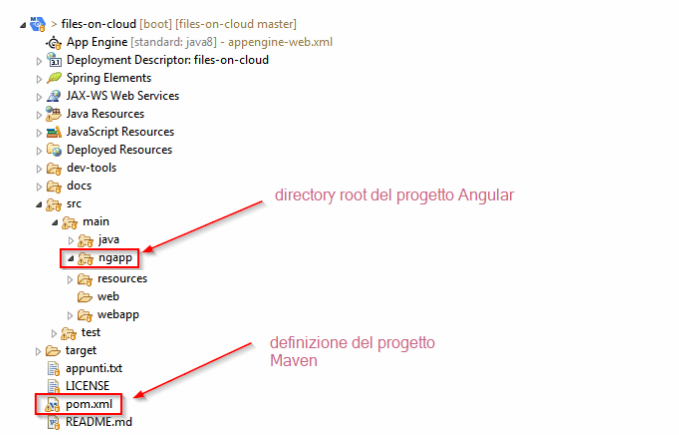 > files-on-cloud [boot] [files-on-cloud master]
App Engine [standard: java8] - appengine-web.xml
Deployment Descriptor: files-on-cloud
Spring Elements
JAX-WS Web Services
Java Resources
JavaScript Resources
Deployed Resources
dev-tools
docs
src
directory root del progetto Angular
main
java
ngapp
resources
web
webapp
test
target
definizione del progetto
Maven
appunti.txt
LICENSE
pom.xml
README.md